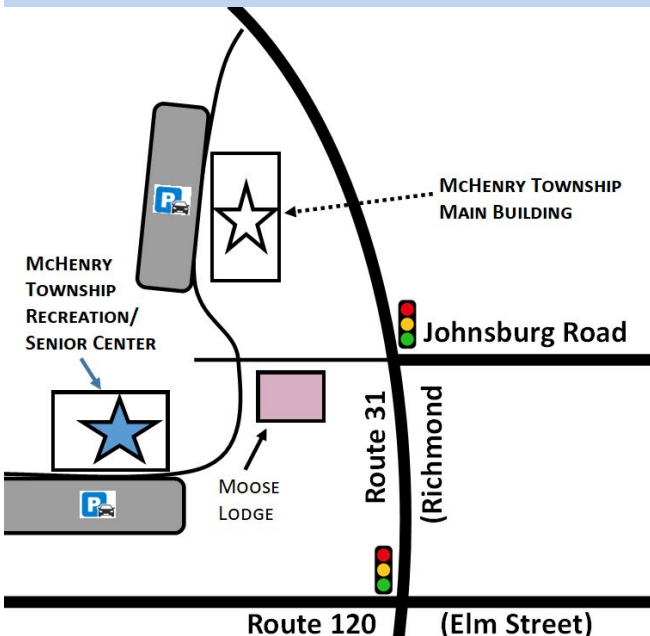 P
McHenry Township
Main Building
McHenry
Township
Recreation/
Senior Center
Johnsburg Road
Route 31
(Richmond
Moose
Lodge
P
Route 120 (Elm Street)